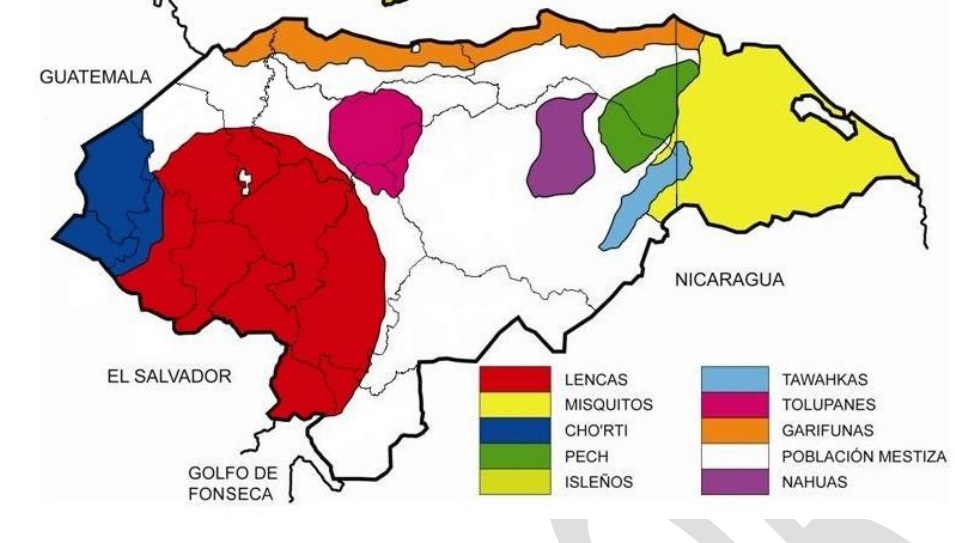 GUATEMALA
NICARAGUA
EL SALVADOR
GOLFO DE
FONSECA
LENCAS
MISQUITOS
CHO'RTI
PECH
ISLEÑOS
TAWAHKAS
TOLUPANES
GARIFUNAS
POBLACIÓN MESTIZA
NAHUAS